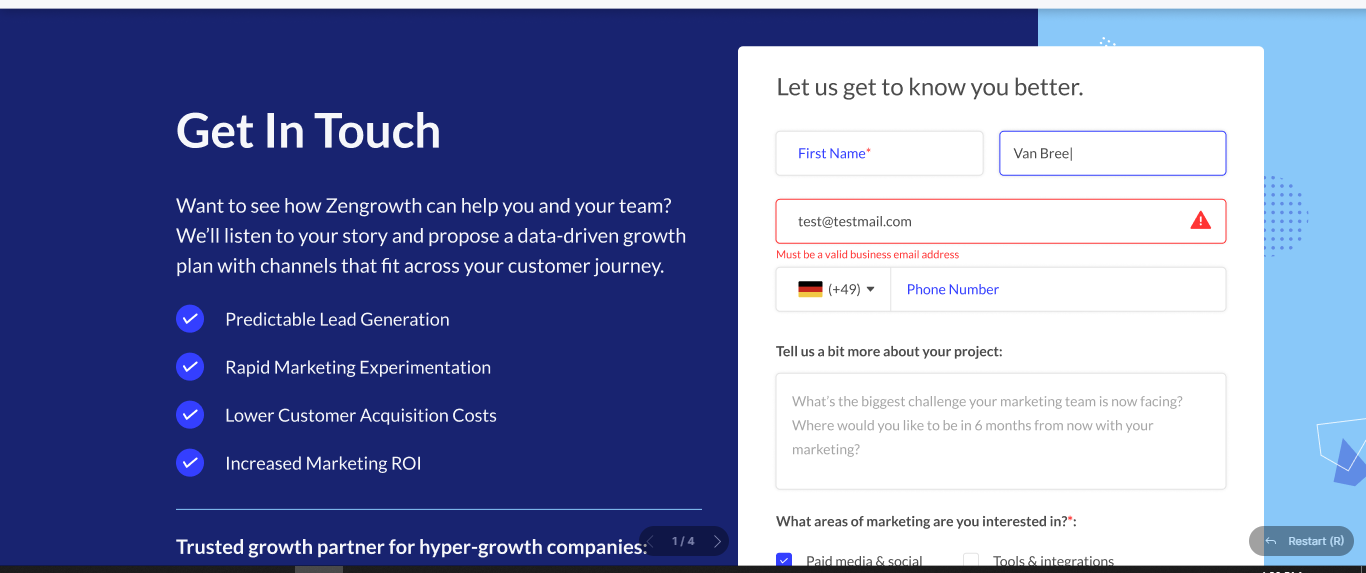 Get In Touch
Want to see how Zengrowth can help you and your team?
We'll listen to your story and propose a data-driven growth
plan with channels that fit across your customer journey.
Predictable Lead Generation
Rapid Marketing Experimentation
Lower Customer Acquisition Costs
Increased Marketing ROI
Trusted growth partner for hyper-growth companies:
Let us get to know you better.
First Name*
Van Bree
test@testmail.com
Must be a valid business email address
(+49)
Phone Number
Tell us a bit more about your project:
What's the biggest challenge your marketing team is now facing?
Where would you like to be in 6 months from now with your
marketing?
What areas of marketing are you interested in?*:
Paid media & social
Tools & integrations
1 / 4
Restart (R)